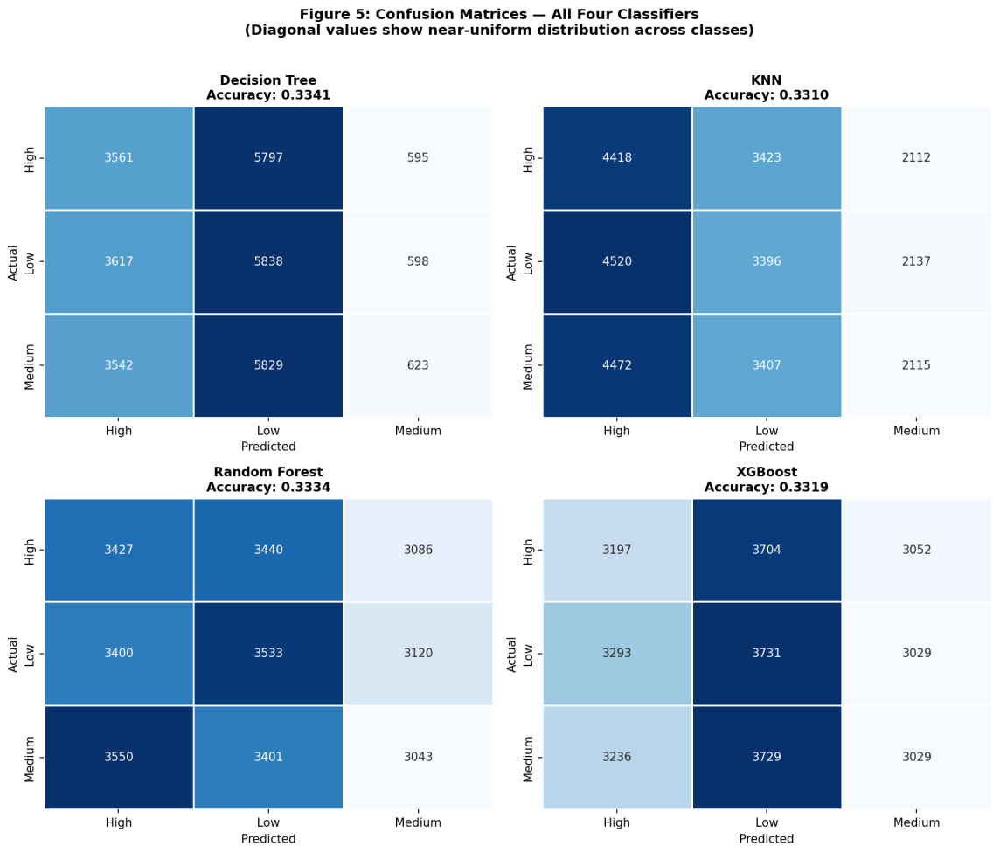 Figure 5: Confusion Matrices — All Four Classifiers
(Diagonal values show near-uniform distribution across classes)
Decision Tree
Accuracy: 0.3341
Actual
High
3561 5797 595
Low
3617 5838 598
Medium
3542 5829 623
High Low Medium
Predicted
KNN
Accuracy: 0.3310
Actual
High
4418 3423 2112
Low
4520 3396 2137
Medium
4472 3407 2115
High Low Medium
Predicted
Random Forest
Accuracy: 0.3334
Actual
High
3427 3440 3086
Low
3400 3533 3120
Medium
3550 3401 3043
High Low Medium
Predicted
XGBoost
Accuracy: 0.3319
Actual
High
3197 3704 3052
Low
3293 3731 3029
Medium
3236 3729 3029
High Low Medium
Predicted